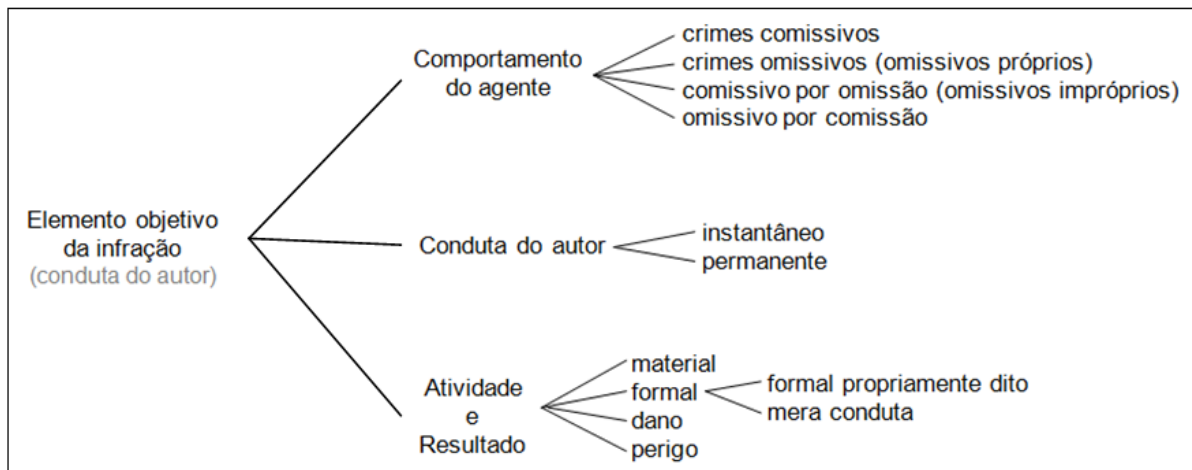 Elemento objetivo
da infração
(conduta do autor)
Comportamento
do agente
crimes comissivos
crimes omissivos (omissivos próprios)
comissivo por omissão (omissivos impróprios)
omissivo por comissão
Conduta do autor
instantâneo
permanente
Atividade
e
Resultado
material
formal
dano
perigo
formal propriamente dito
mera conduta